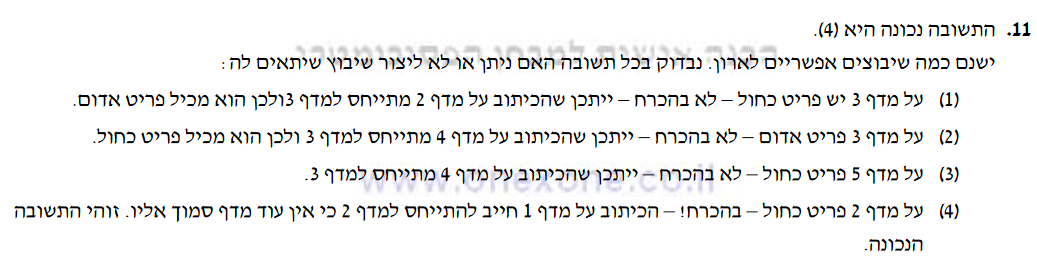 11. התשובה נכונה היא (4).
הכנה אישית למבחן הפסיכומטרי
ישנם כמה שיבוצים אפשריים לארון. נבדוק בכל תשובה האם ניתן או לא ליצור שיבוץ שיתאים לה:
(1) על מדף 3 יש פריט כחול – לא בהכרח – ייתכן שהכיתוב על מדף 2 מתייחס למדף 3ולכן הוא מכיל פריט אדום.
(2) על מדף 3 פריט אדום – לא בהכרח – ייתכן שהכיתוב על מדף 4 מתייחס למדף 3 ולכן הוא מכיל פריט כחול.
(3) על מדף 5 פריט כחול – לא בהכרח – ייתכן שהכיתוב על מדף 4 מתייחס למדף 3.
www.onexone.co.il
(4) על מדף 2 פריט כחול – בהכרח! – הכיתוב על מדף 1 חייב להתייחס למדף 2 כי אין עוד מדף סמוך אליו. זוהי התשובה
הנכונה.